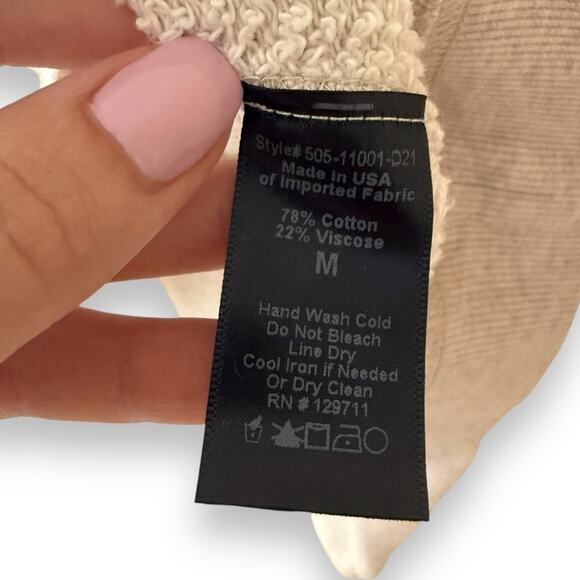 Style# 505-11001-D21
Made in USA
of Imported Fabric
78% Cotton
22% Viscose
M
Hand Wash Cold
Do Not Bleach
Line Dry
Cool Iron if Needed
Or Dry Clean
RN # 129711